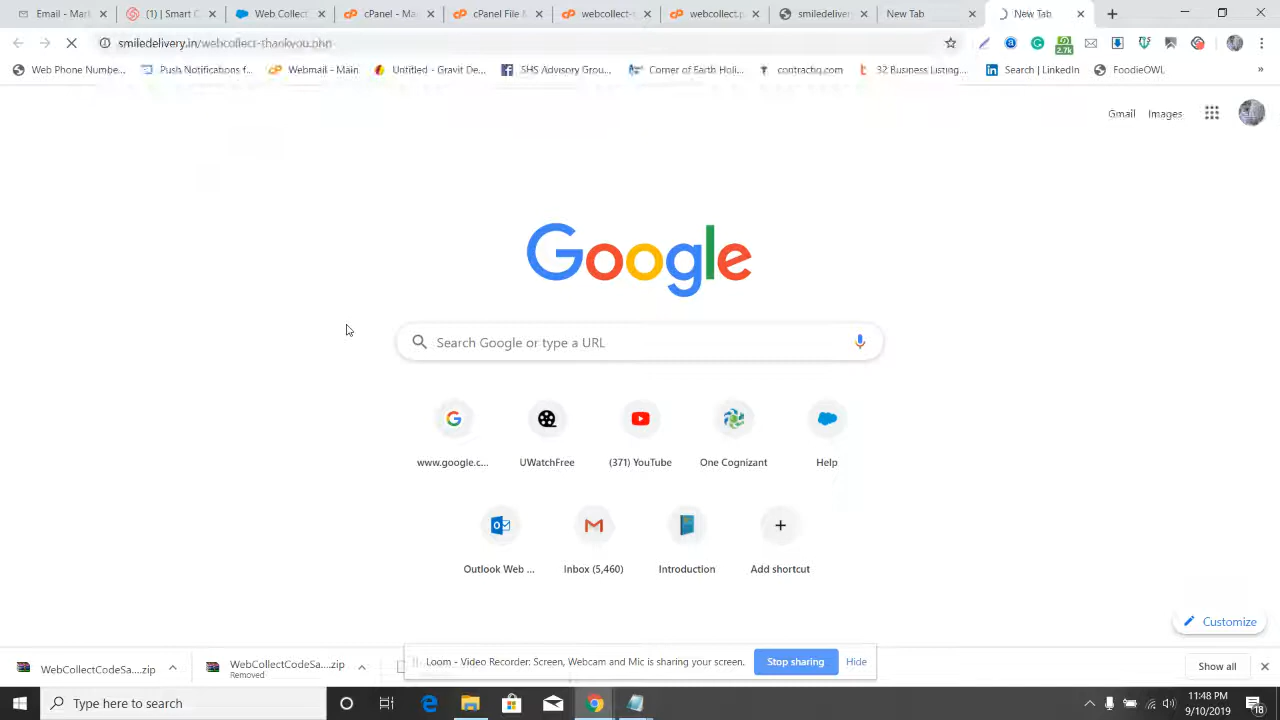 Email - Mark
(1) Smart C
Web Collect
cPanel - Ma
cPanel File M
webcollect-t
webcollect.p
smiledeliver
New Tab
New Tab
smiledelivery.in/webcollect-thankyou.php
2.7k
Web Phone Numbe...
Push Notifications f...
Webmail - Main
Untitled - Gravit De...
SHS Advisory Grou...
Corner of Earth Holi...
contractiq.com
32 Business Listing...
Search | LinkedIn
FoodieOWL
»
Gmail
Images
Google
Search Google or type a URL
www.google.c...
UWatchFree
(371) YouTube
One Cognizant
Help
Outlook Web ...
Inbox (5,460)
Introduction
Add shortcut
Customize
WebCollectCodeSa....zip
WebCollectCodeSa....zip
Removed
Loom - Video Recorder: Screen, Webcam and Mic is sharing your screen.
Stop sharing
Hide
Show all
Type here to search
11:48 PM
9/10/2019
18